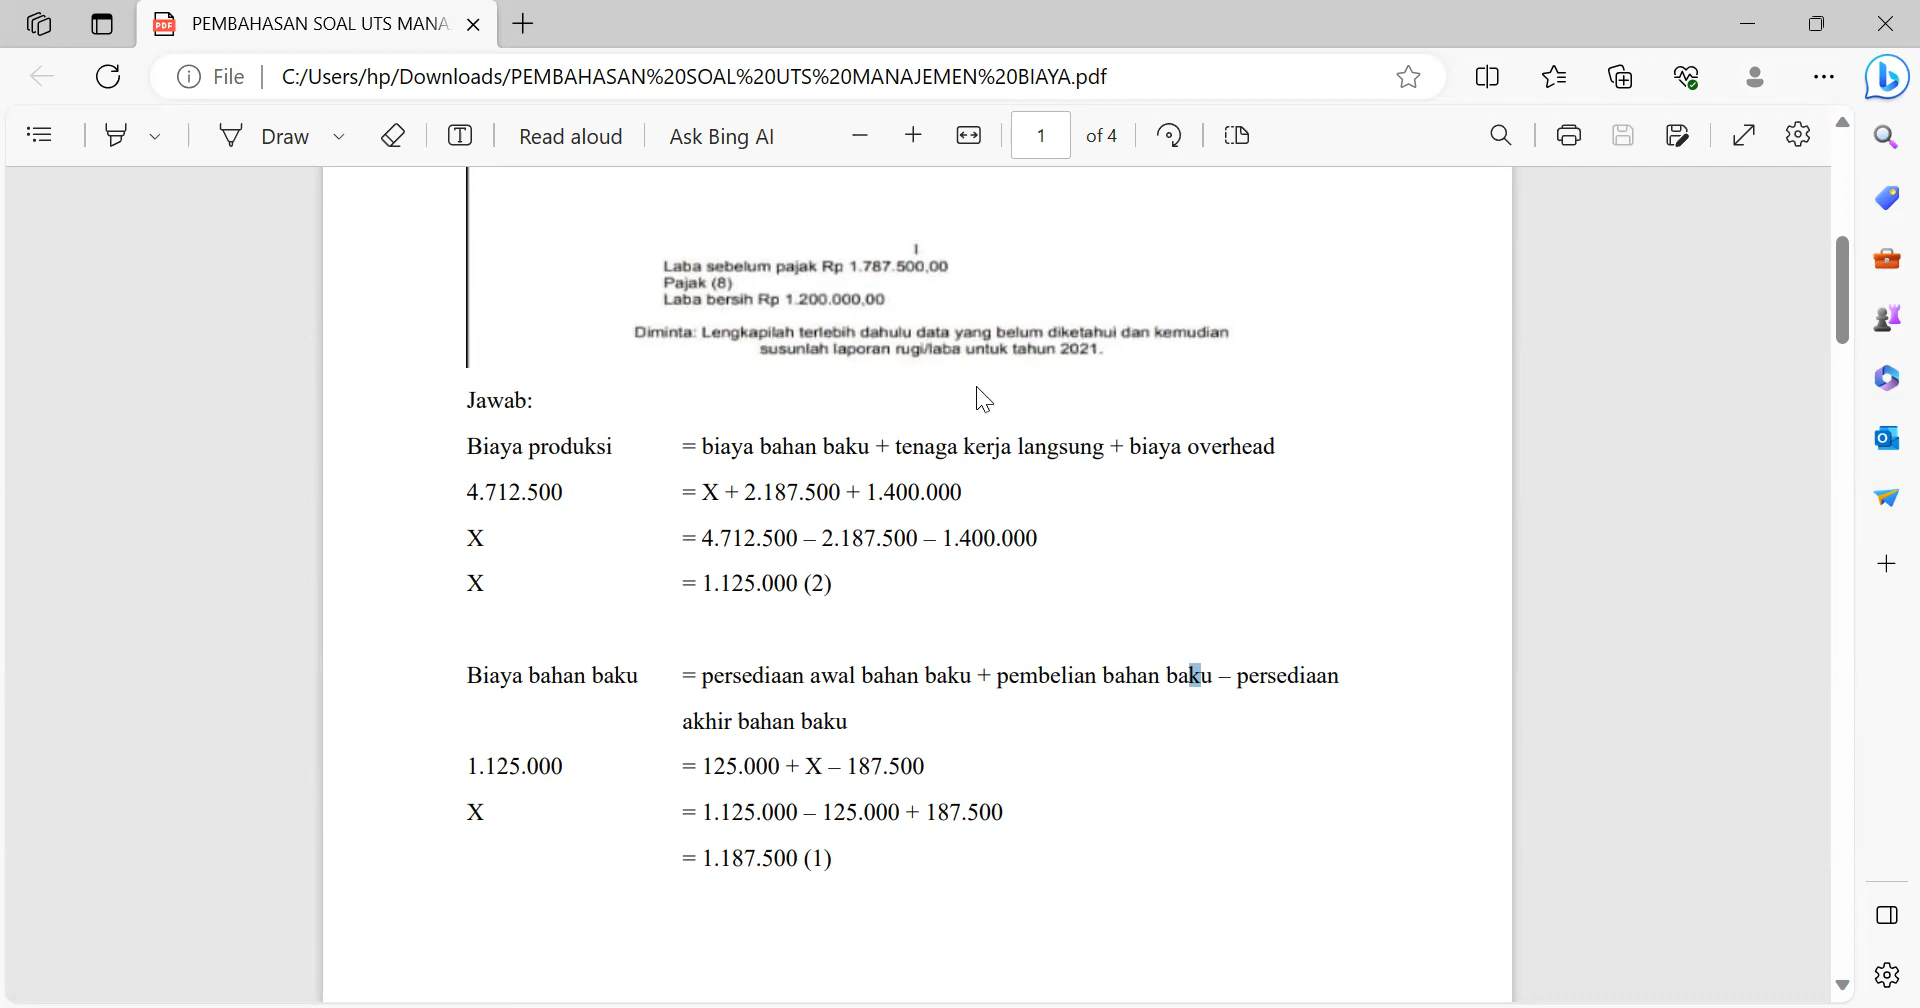 PEMBAHASAN SOAL UTS MANA
File
C:/Users/hp/Downloads/PEMBAHASAN%20SOAL%20UTS%20MANAJEMEN%20BIAYA.pdf
Draw
Read aloud
Ask Bing AI
1 of 4
Laba sebelum pajak Rp 1.787.500,00
Pajak (8)
Laba bersih Rp 1.200.000,00
Diminta: Lengkapilah terlebih dahulu data yang belum diketahui dan kemudian
susunlah laporan rugi/laba untuk tahun 2021.
Jawab:
Biaya produksi = biaya bahan baku + tenaga kerja langsung + biaya overhead
4.712.500 = X + 2.187.500 + 1.400.000
X = 4.712.500 – 2.187.500 – 1.400.000
X = 1.125.000 (2)
Biaya bahan baku = persediaan awal bahan baku + pembelian bahan baku – persediaan
akhir bahan baku
1.125.000 = 125.000 + X – 187.500
X = 1.125.000 – 125.000 + 187.500
= 1.187.500 (1)